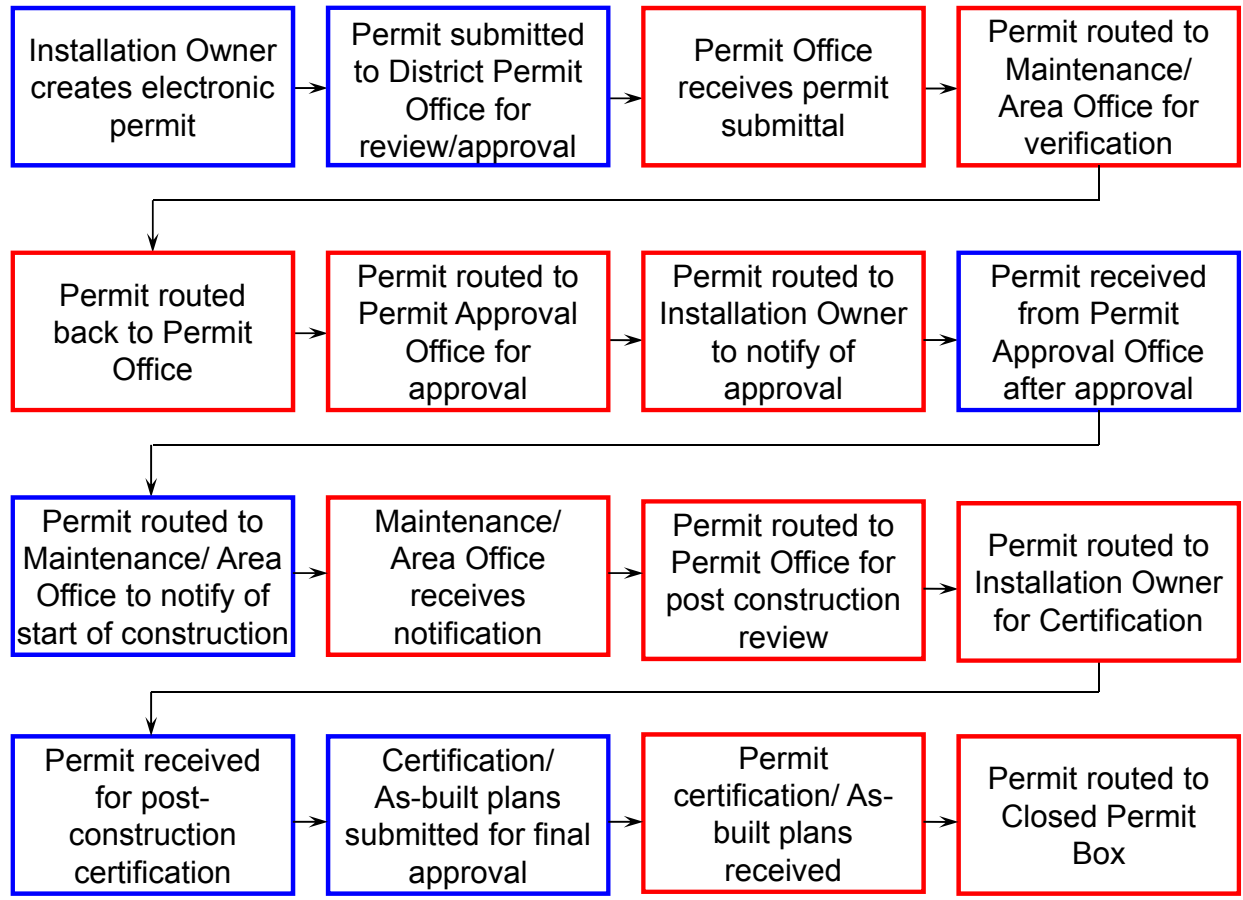 Installation Owner
creates electronic
permit
Permit submitted
to District Permit
Office for
review/approval
Permit Office
receives permit
submittal
Permit routed to
Maintenance/
Area Office for
verification
Permit routed
back to Permit
Office
Permit routed to
Permit Approval
Office for
approval
Permit routed to
Installation Owner
to notify of
approval
Permit received
from Permit
Approval Office
after approval
Permit routed to
Maintenance/ Area
Office to notify of
start of construction
Maintenance/
Area Office
receives
notification
Permit routed to
Permit Office for
post construction
review
Permit routed to
Installation Owner
for Certification
Permit received
for post-
construction
certification
Certification/
As-built plans
submitted for final
approval
Permit
certification/ As-
built plans
received
Permit routed to
Closed Permit
Box